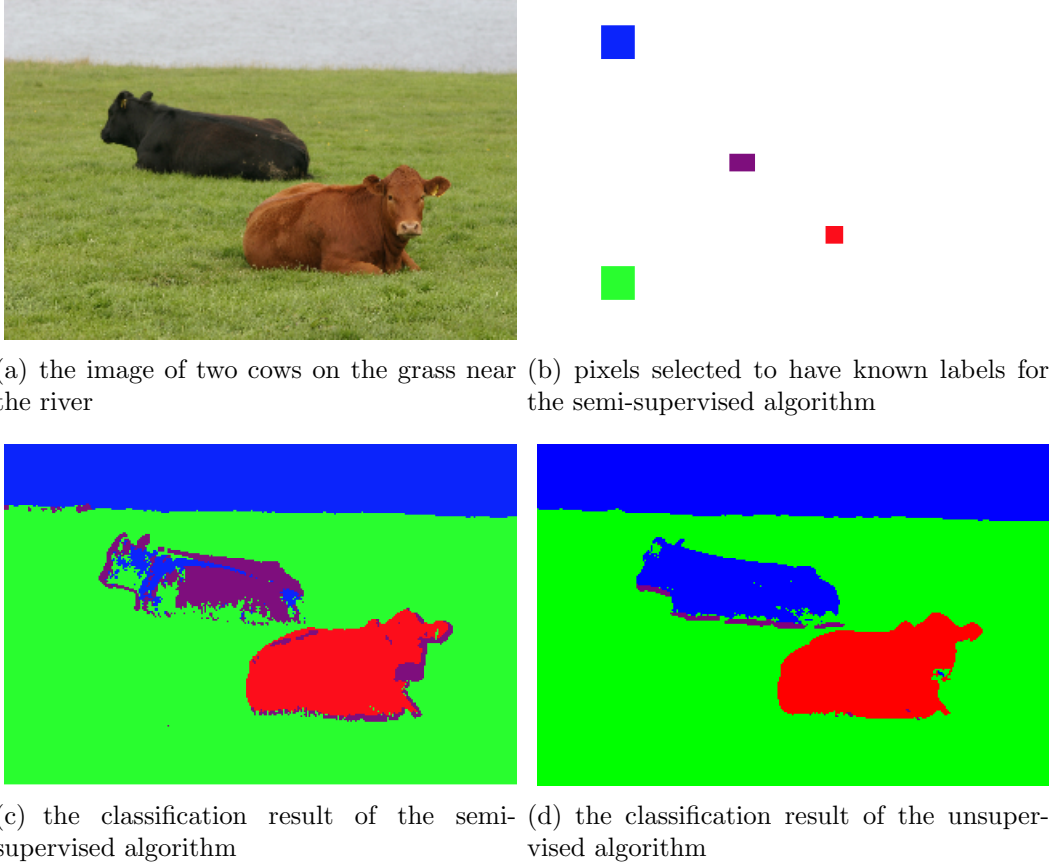 (a) the image of two cows on the grass near
the river
(b) pixels selected to have known labels for
the semi-supervised algorithm
(c) the classification result of the semi-
supervised algorithm
(d) the classification result of the unsuper-
vised algorithm